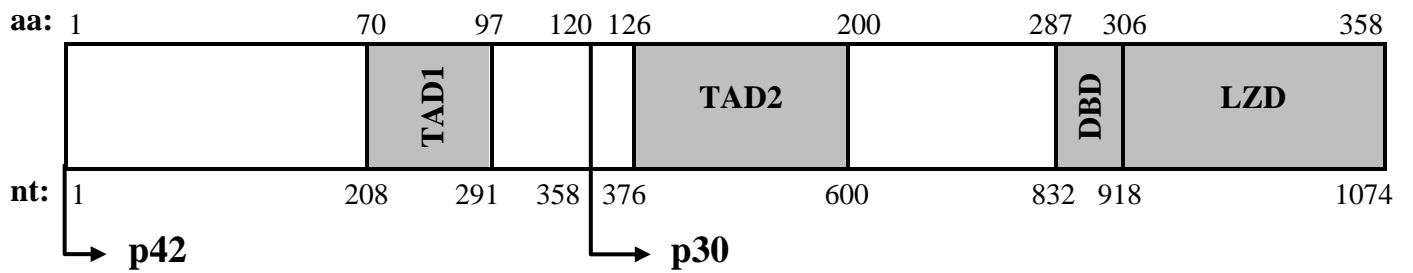 aa: 1 70 97 120 126 200 287 306 358
TAD1 TAD2 DBD LZD
nt: 1 208 291 358 376 600 832 918 1074
p42 p30